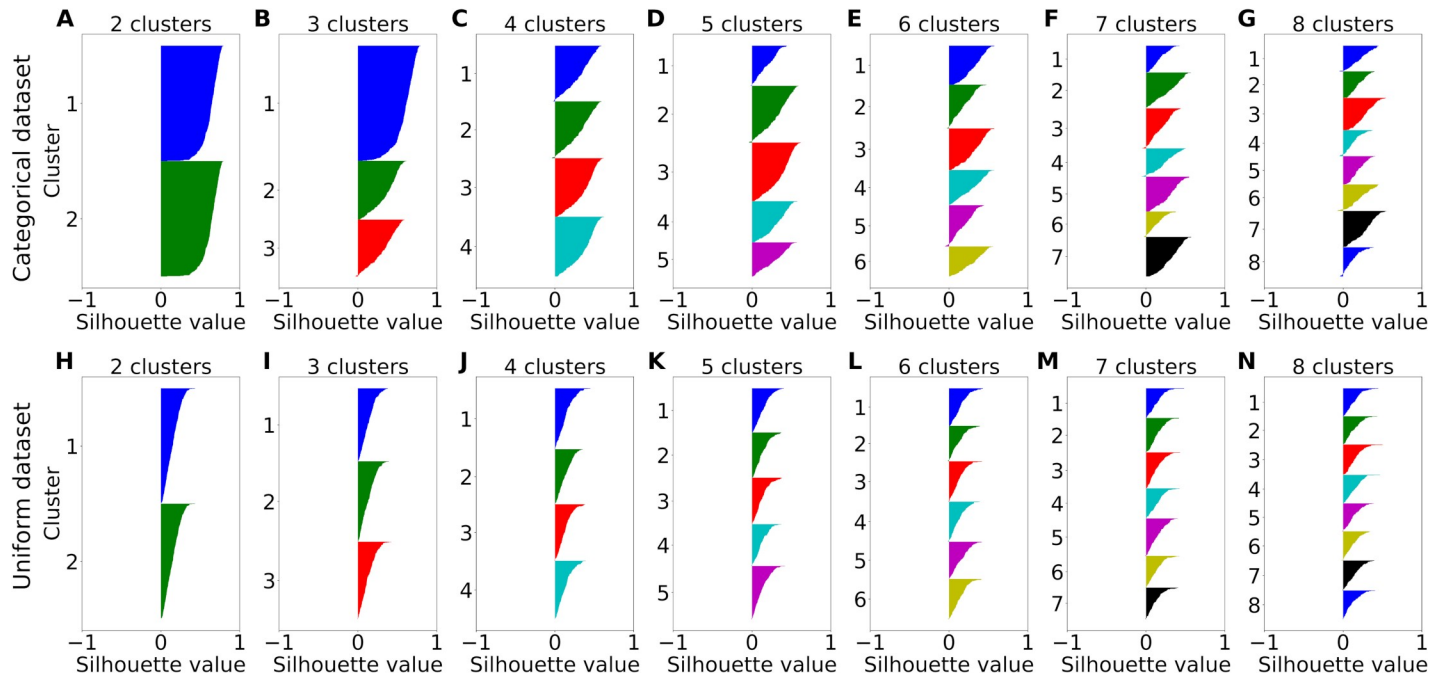 A 2 clusters B 3 clusters C 4 clusters D 5 clusters E 6 clusters F 7 clusters G 8 clusters
Categorical dataset
Cluster
1
2
−1 0 1
Silhouette value
1
2
3
−1 0 1
Silhouette value
1
2
3
4
−1 0 1
Silhouette value
1
2
3
4
5
−1 0 1
Silhouette value
1
2
3
4
5
6
−1 0 1
Silhouette value
1
2
3
4
5
6
7
−1 0 1
Silhouette value
1
2
3
4
5
6
7
8
−1 0 1
Silhouette value
H 2 clusters I 3 clusters J 4 clusters K 5 clusters L 6 clusters M 7 clusters N 8 clusters
Uniform dataset
Cluster
1
2
−1 0 1
Silhouette value
1
2
3
−1 0 1
Silhouette value
1
2
3
4
−1 0 1
Silhouette value
1
2
3
4
5
−1 0 1
Silhouette value
1
2
3
4
5
6
−1 0 1
Silhouette value
1
2
3
4
5
6
7
−1 0 1
Silhouette value
1
2
3
4
5
6
7
8
−1 0 1
Silhouette value